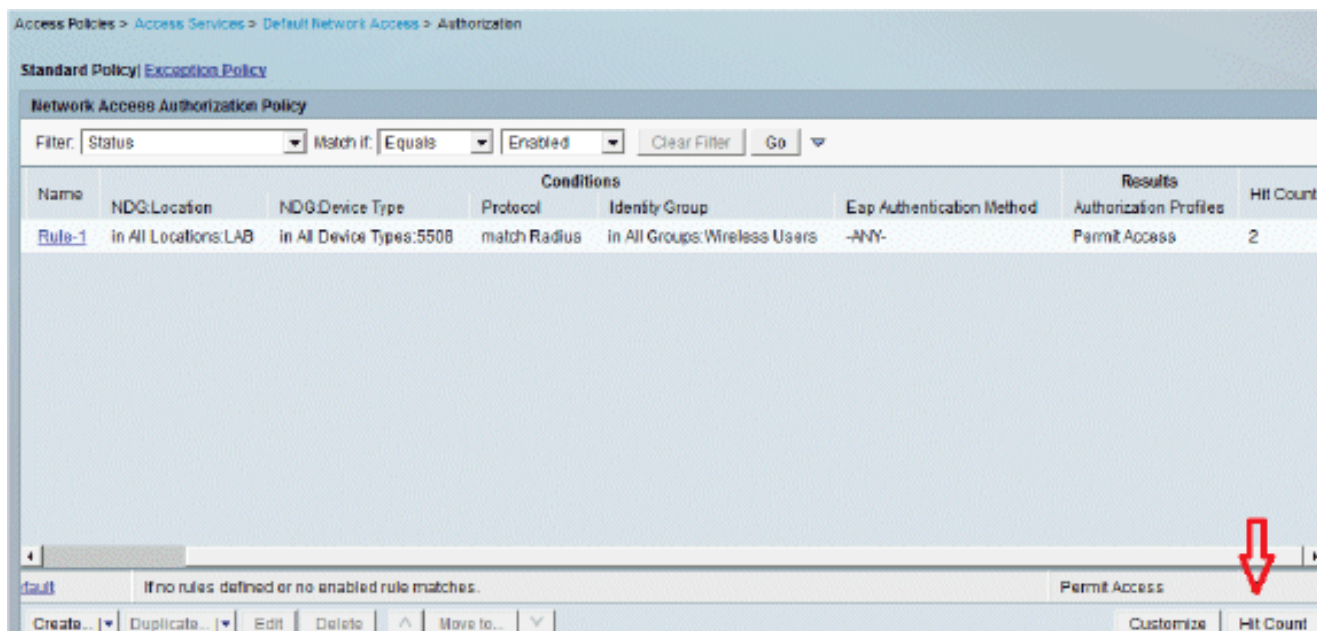 Access Policies > Access Services > Default Network Access > Authorization
Standard Policy| Exception Policy
Network Access Authorization Policy
Filter: Status Match if: Equals Enabled Clear Filter Go
Name Conditions Results Hit Count
NDG:Location NDG:Device Type Protocol Identity Group Eap Authentication Method Authorization Profiles
Rule-1 in All Locations:LAB in All Device Types:5508 match Radius in All Groups:Wireless Users -ANY- Permit Access 2
If no rules defined or no enabled rule matches. Permit Access
Create... Duplicate... Edit Delete ^ Move to... Customize Hit Count